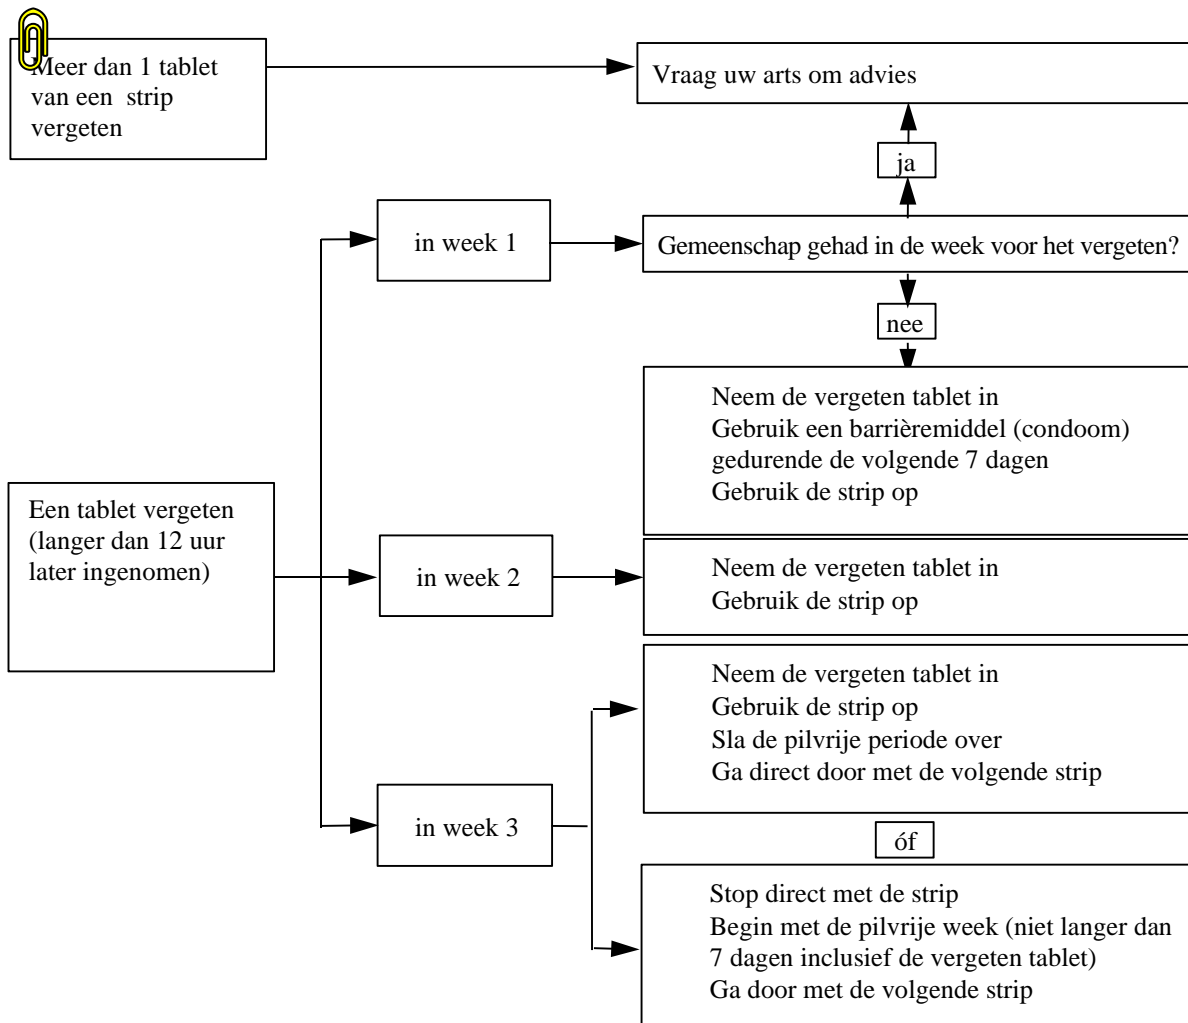 Meer dan 1 tablet
van een strip
vergeten
Vraag uw arts om advies
ja
in week 1
Gemeenschap gehad in de week voor het vergeten?
nee
Neem de vergeten tablet in
Gebruik een barrièremiddel (condoom)
gedurende de volgende 7 dagen
Gebruik de strip op
Een tablet vergeten
(langer dan 12 uur
later ingenomen)
in week 2
Neem de vergeten tablet in
Gebruik de strip op
in week 3
Neem de vergeten tablet in
Gebruik de strip op
Sla de pilvrije periode over
Ga direct door met de volgende strip
óf
Stop direct met de strip
Begin met de pilvrije week (niet langer dan
7 dagen inclusief de vergeten tablet)
Ga door met de volgende strip